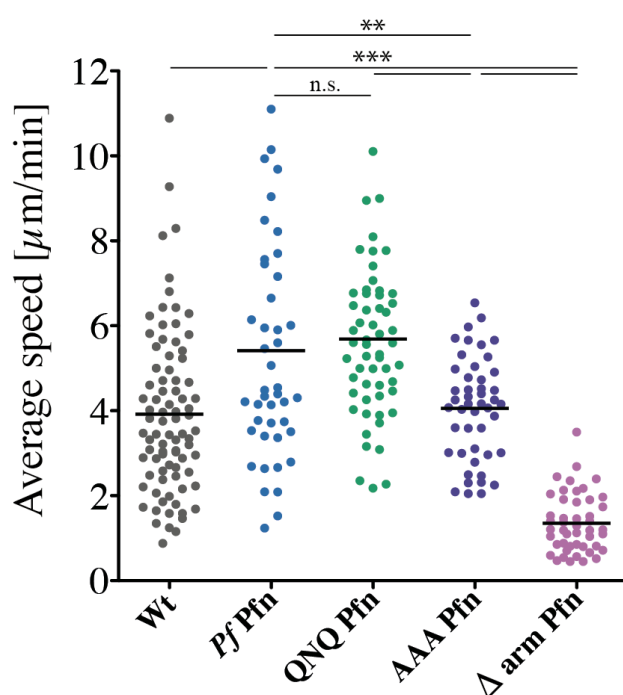 **
***
n.s.
12
10
8
6
4
2
0
Average speed [µm/min]
Wt
Pf Pfn
QNQ Pfn
AAA Pfn
Δ arm Pfn